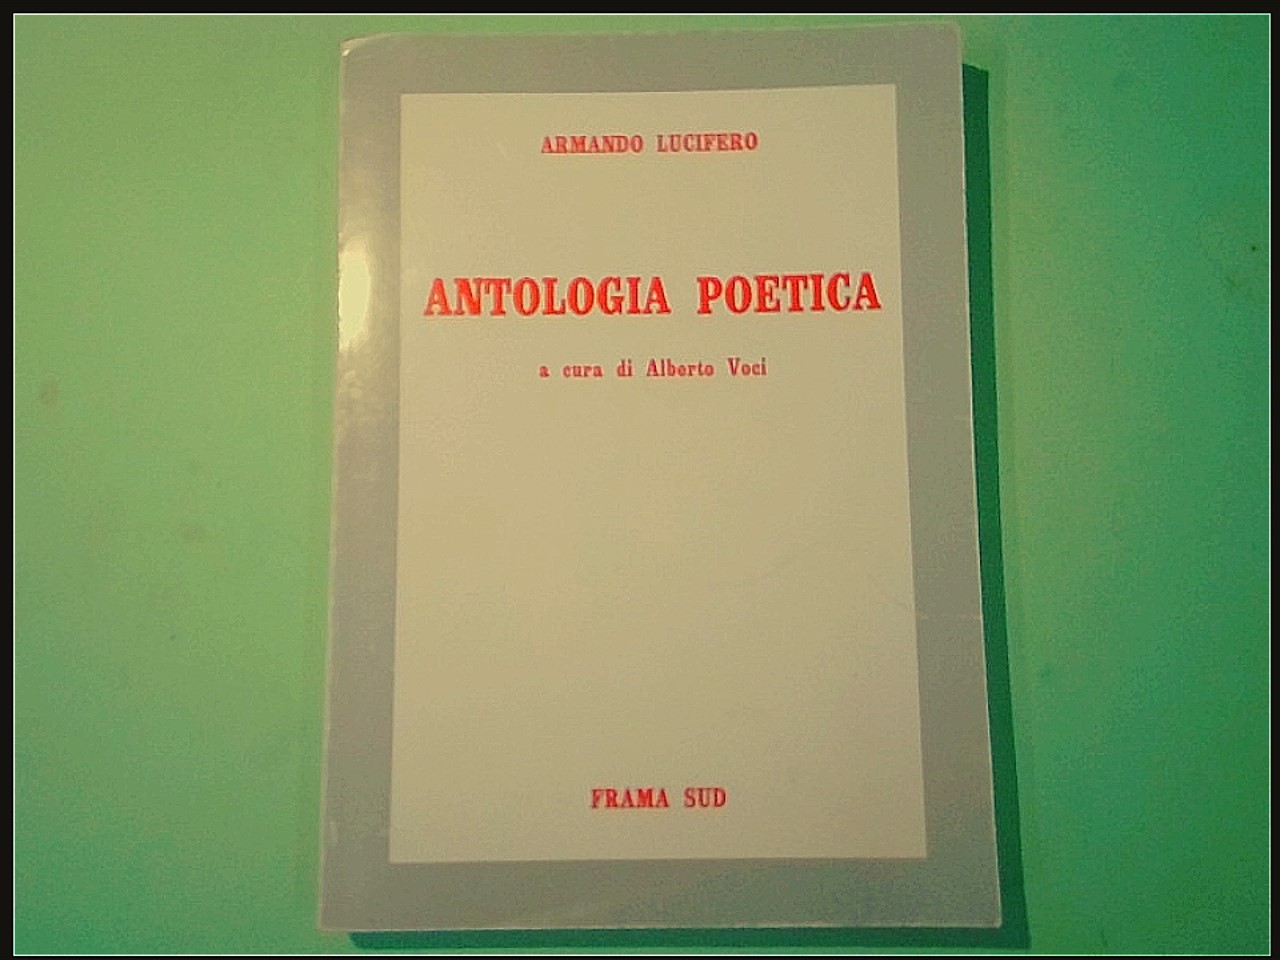 ARMANDO LUCIFERO
ANTOLOGIA POETICA
a cura di Alberto Voci
FRAMA SUD